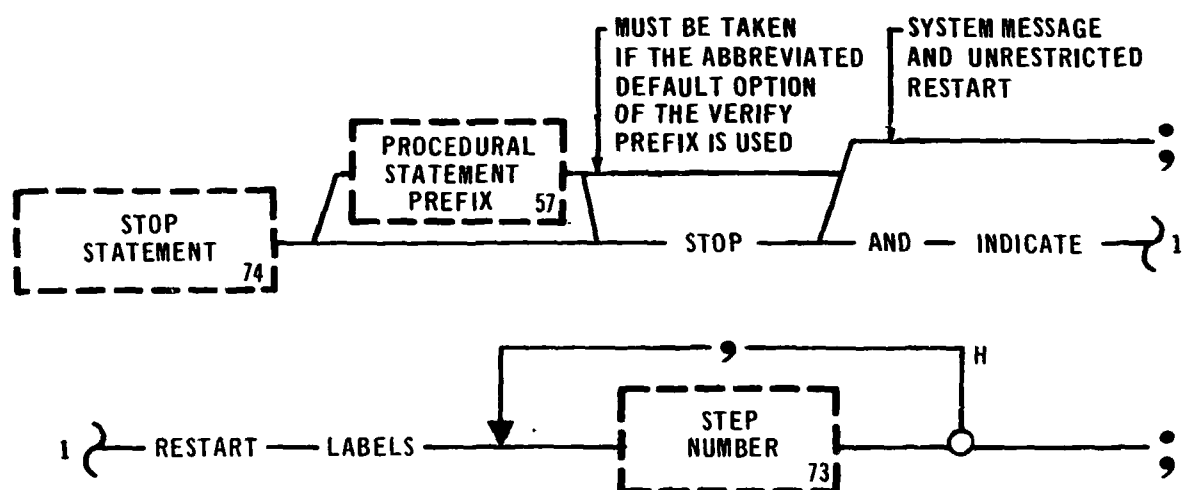 MUST BE TAKEN
IF THE ABBREVIATED
DEFAULT OPTION
OF THE VERIFY
PREFIX IS USED
SYSTEM MESSAGE
AND UNRESTRICTED
RESTART
PROCEDURAL
STATEMENT
PREFIX 57
;
STOP
STATEMENT
74
STOP AND INDICATE 1
, H
1 RESTART LABELS STEP
NUMBER
73
;